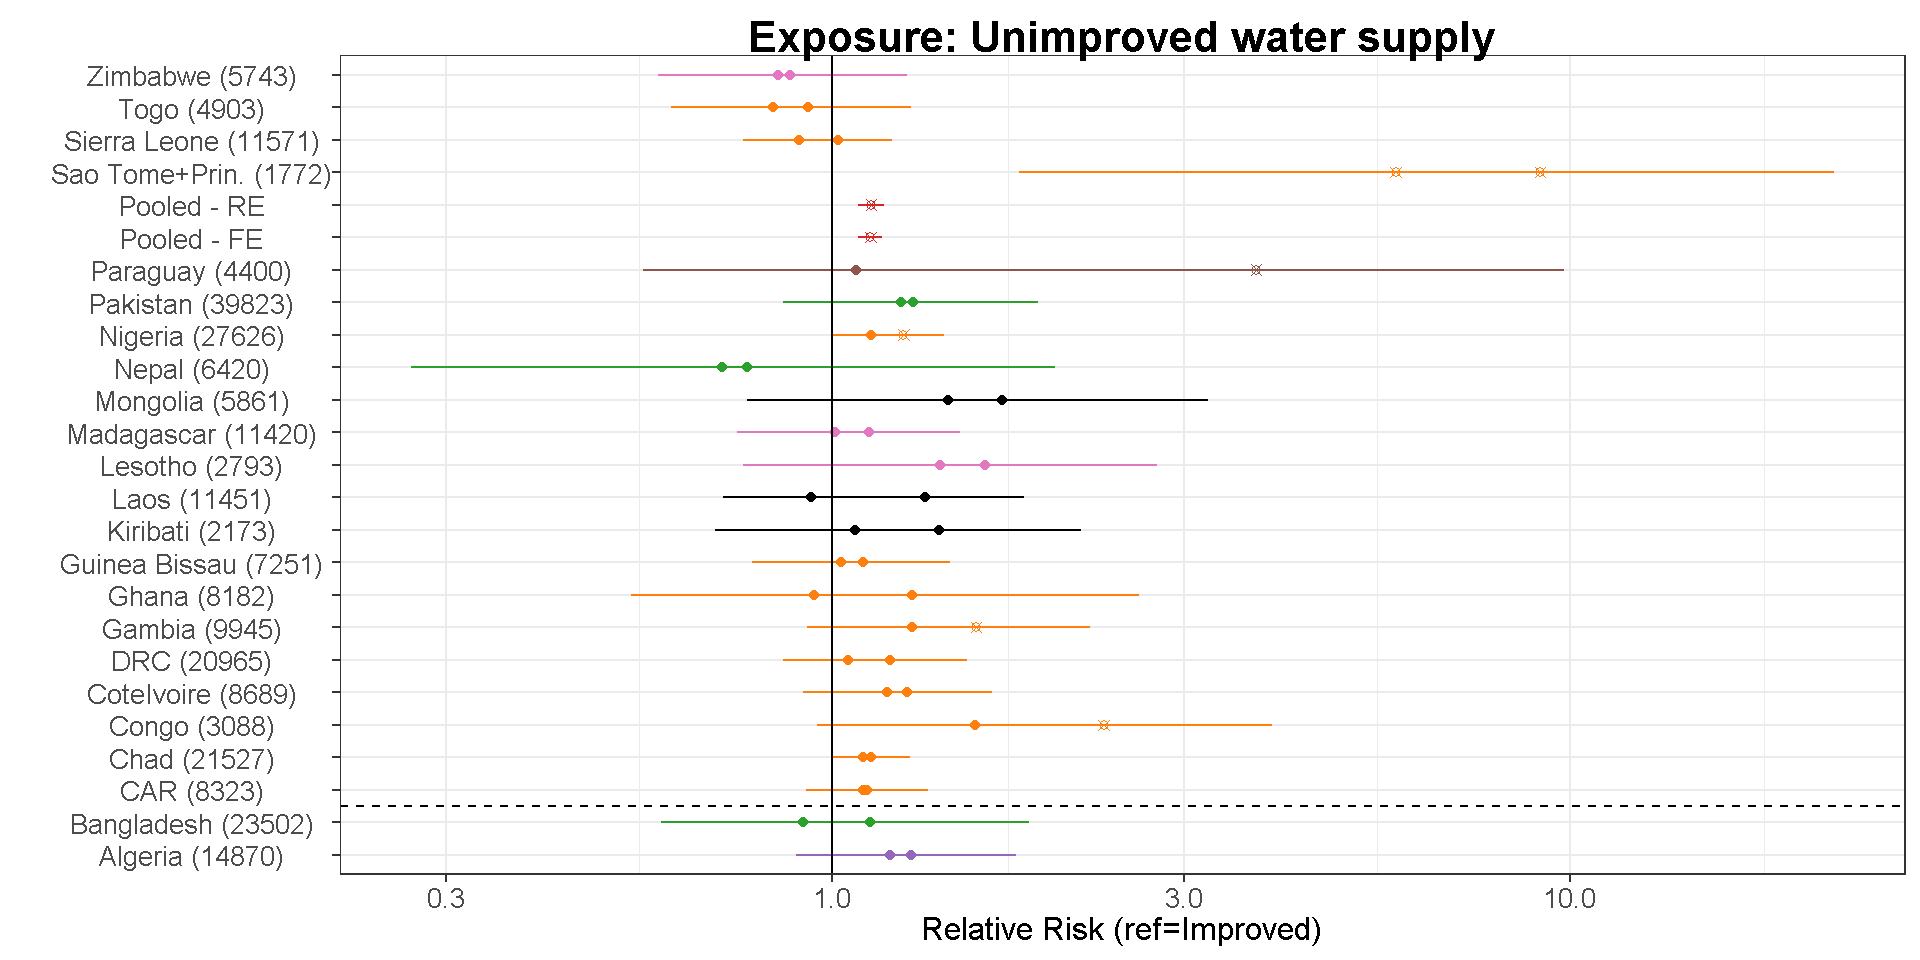 Exposure: Unimproved water supply
Zimbabwe (5743)
Togo (4903)
Sierra Leone (11571)
Sao Tome+Prin. (1772)
Pooled - RE
Pooled - FE
Paraguay (4400)
Pakistan (39823)
Nigeria (27626)
Nepal (6420)
Mongolia (5861)
Madagascar (11420)
Lesotho (2793)
Laos (11451)
Kiribati (2173)
Guinea Bissau (7251)
Ghana (8182)
Gambia (9945)
DRC (20965)
CoteIvoire (8689)
Congo (3088)
Chad (21527)
CAR (8323)
Bangladesh (23502)
Algeria (14870)
0.3 1.0 3.0 10.0
Relative Risk (ref=Improved)